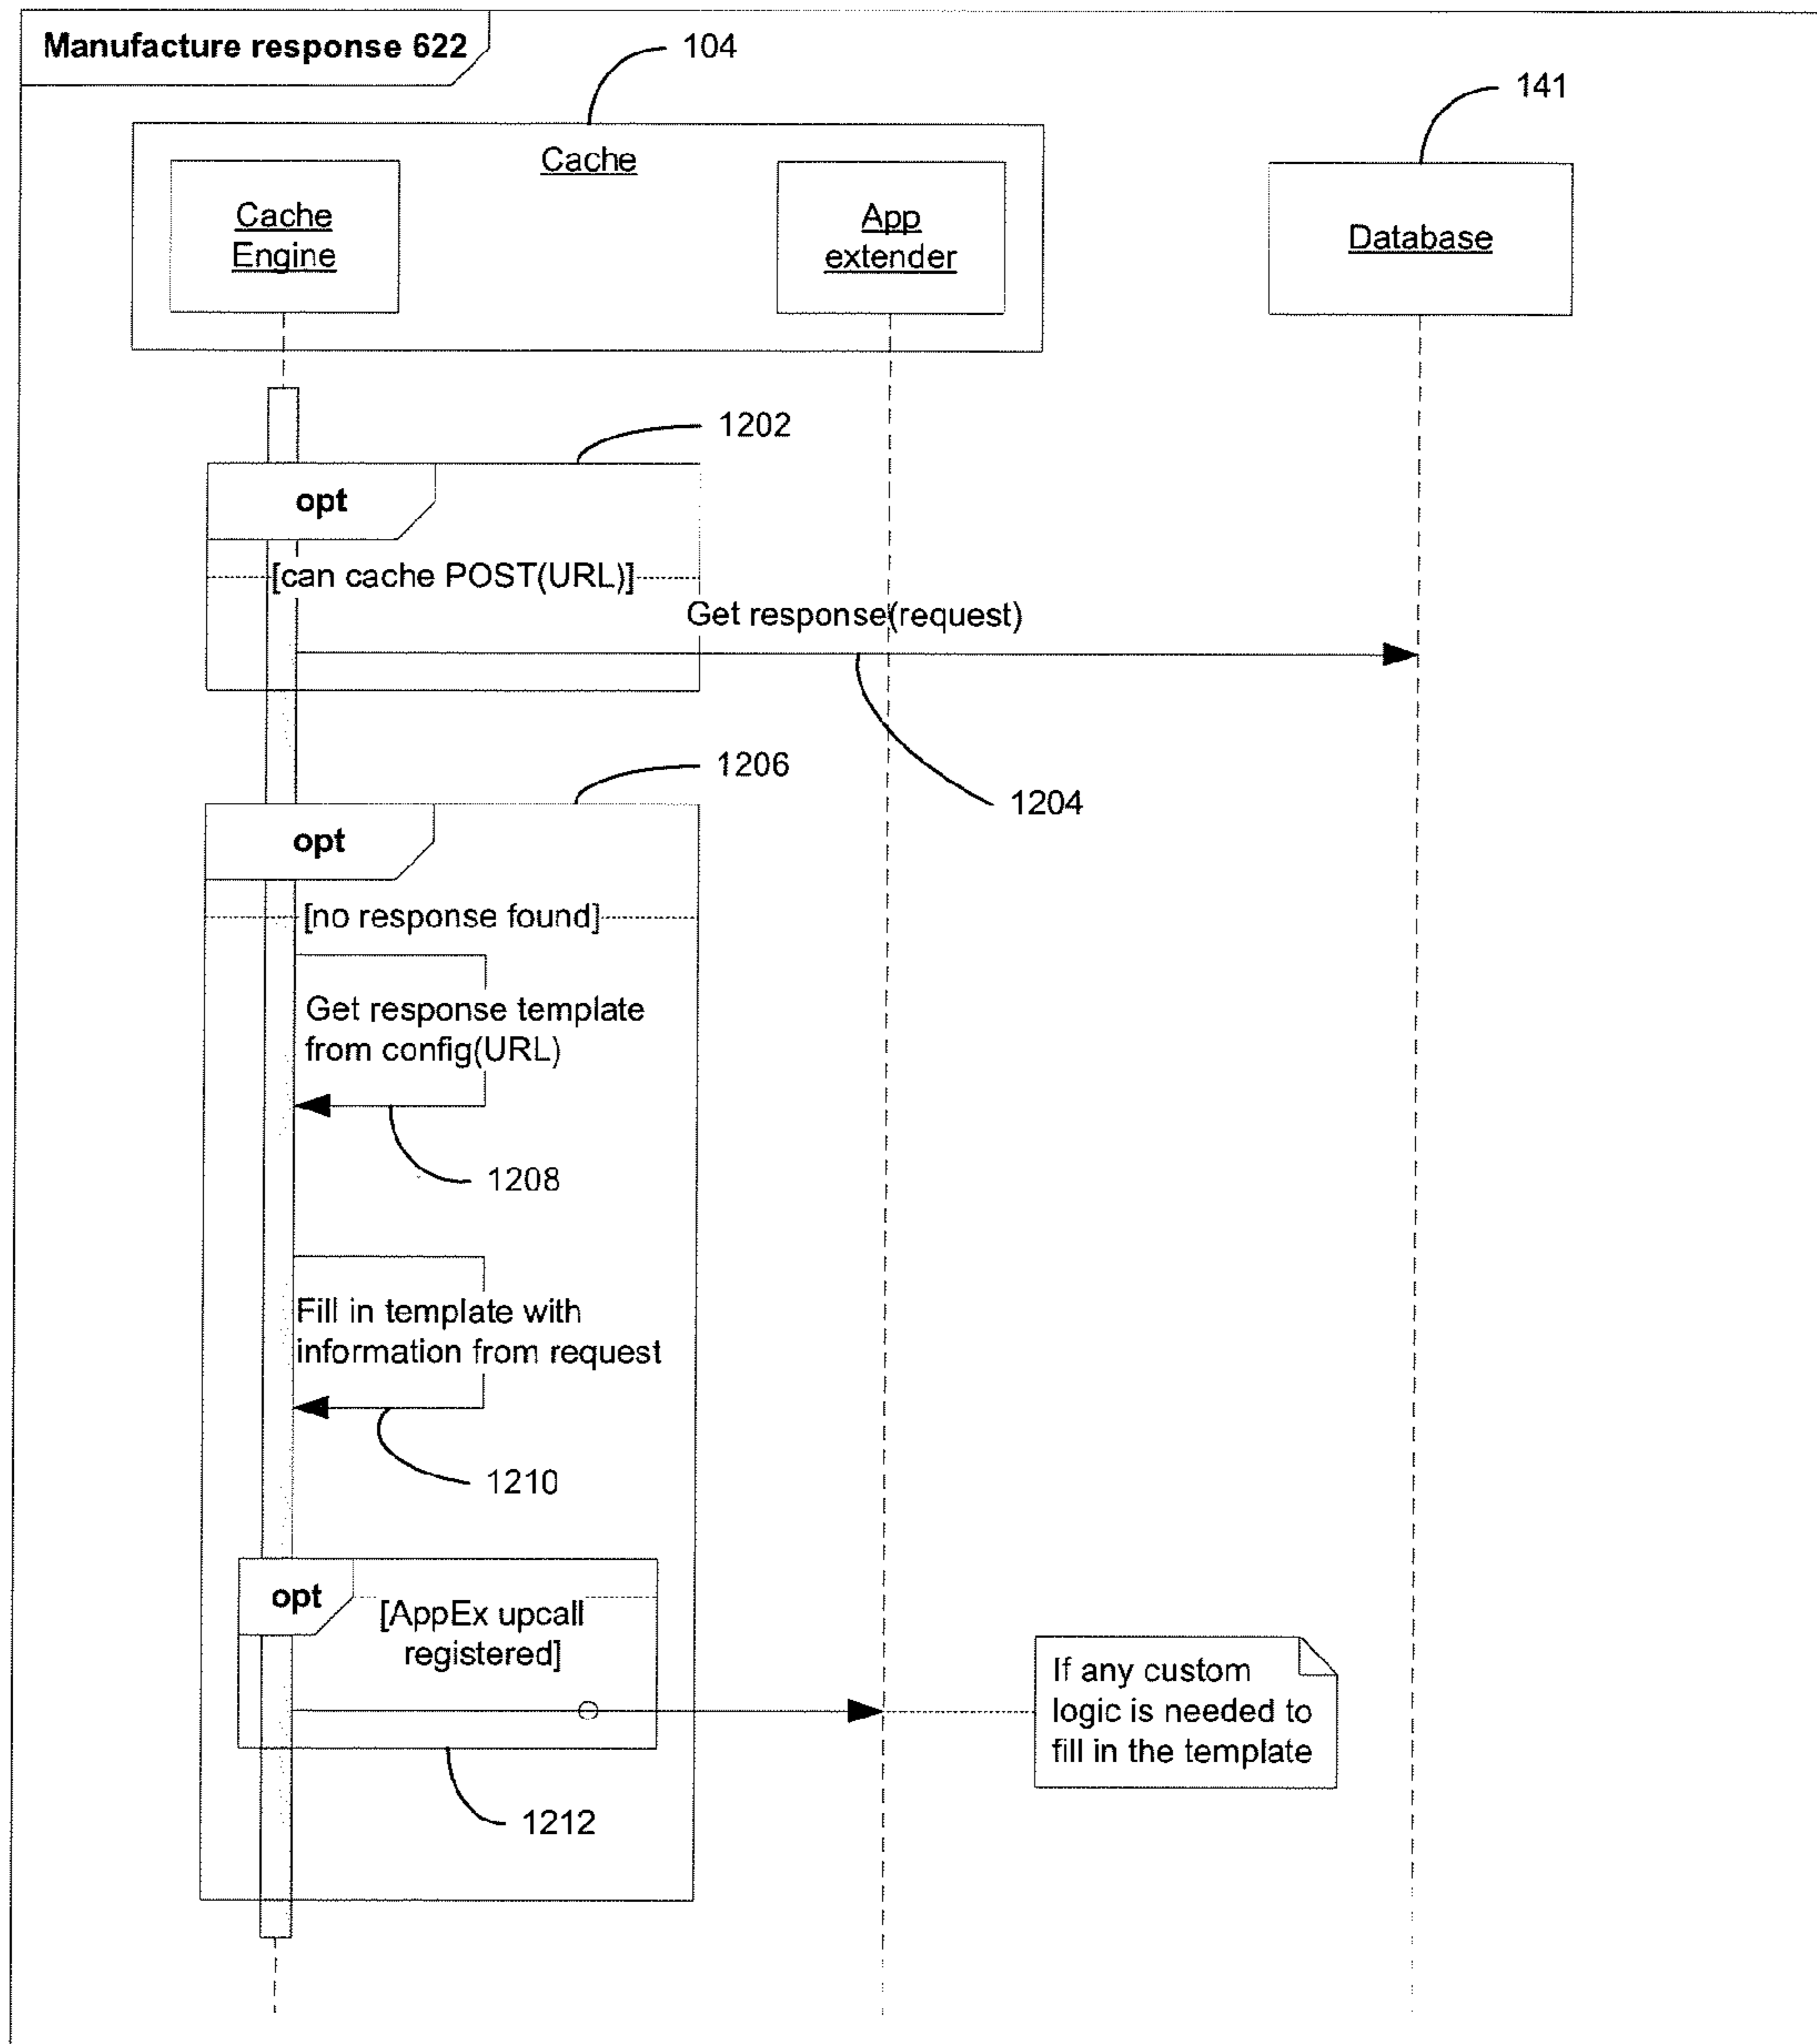 Manufacture response 622
104
141
Cache
Cache
Engine
App
extender
Database
1202
opt
[can cache POST(URL)]
Get response(request)
1204
1206
opt
[no response found]
Get response template
from config(URL)
1208
Fill in template with
information from request
1210
opt
[AppEx upcall
registered]
If any custom
logic is needed to
fill in the template
1212